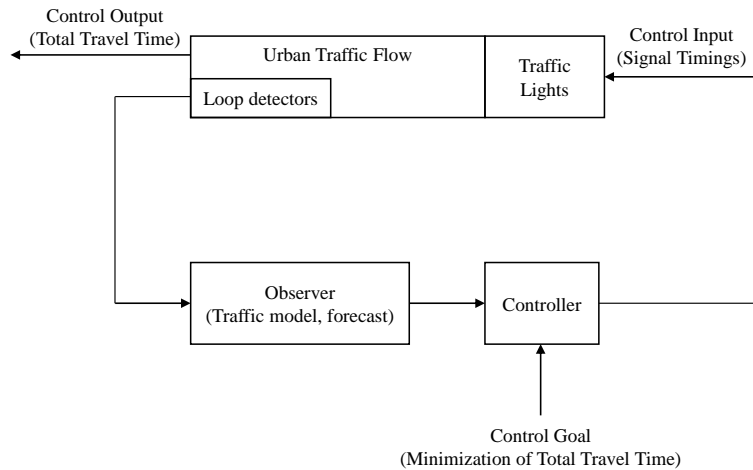 Control Output
(Total Travel Time)
Urban Traffic Flow
Loop detectors
Traffic
Lights
Control Input
(Signal Timings)
Observer
(Traffic model, forecast)
Controller
Control Goal
(Minimization of Total Travel Time)